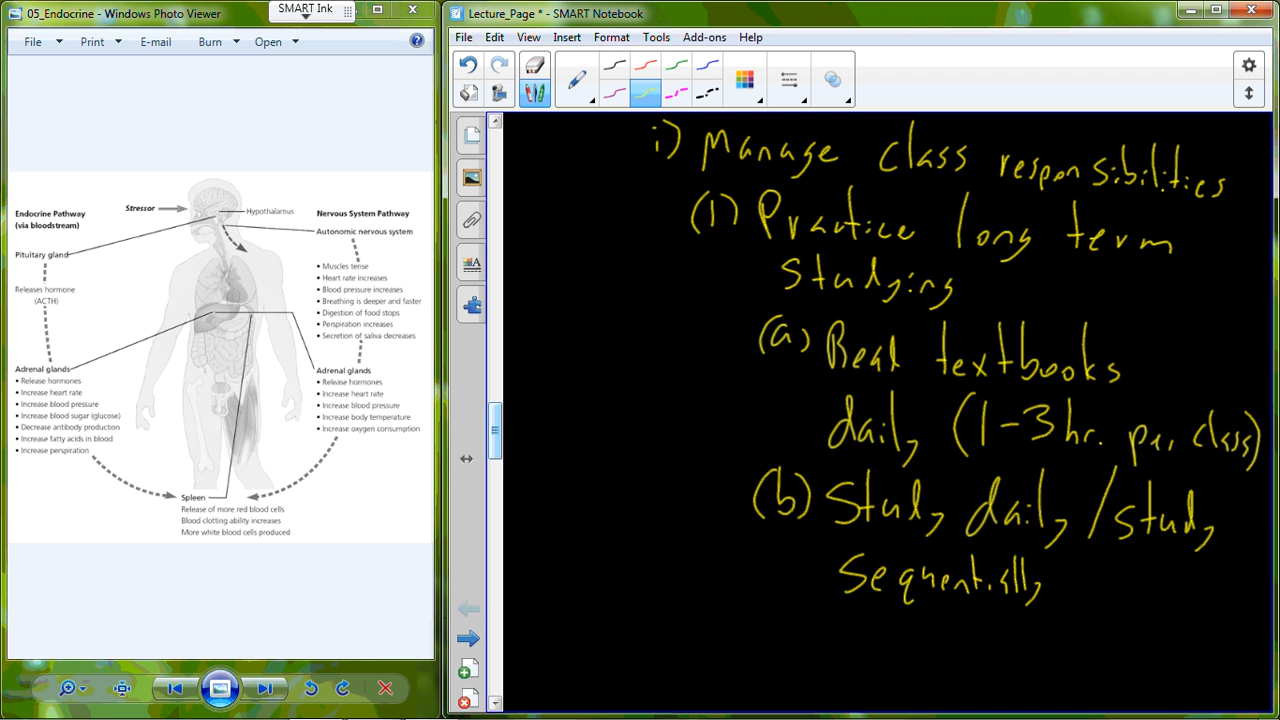 05_Endocrine - Windows Photo Viewer
SMART Ink
File Print E-mail Burn Open
Stressor
Hypothalamus
Endocrine Pathway
(via bloodstream)
Nervous System Pathway
Autonomic nervous system
Pituitary gland
Releases hormone
(ACTH)
• Muscles tense
• Heart rate increases
• Blood pressure increases
• Breathing is deeper and faster
• Digestion of food stops
• Perspiration increases
• Secretion of saliva decreases
Adrenal glands
• Release hormones
• Increase heart rate
• Increase blood pressure
• Increase blood sugar (glucose)
• Decrease antibody production
• Increase fatty acids in blood
• Increase perspiration
Adrenal glands
• Release hormones
• Increase heart rate
• Increase blood pressure
• Increase body temperature
• Increase oxygen consumption
Spleen
Release of more red blood cells
Blood clotting ability increases
More white blood cells produced
Lecture_Page * - SMART Notebook
File Edit View Insert Format Tools Add-ons Help
i) Manage class responsibilities
(1) Practice long term
studying
(a) Read textbooks
daily (1-3 hr. per class)
(b) Study daily / study
sequentially